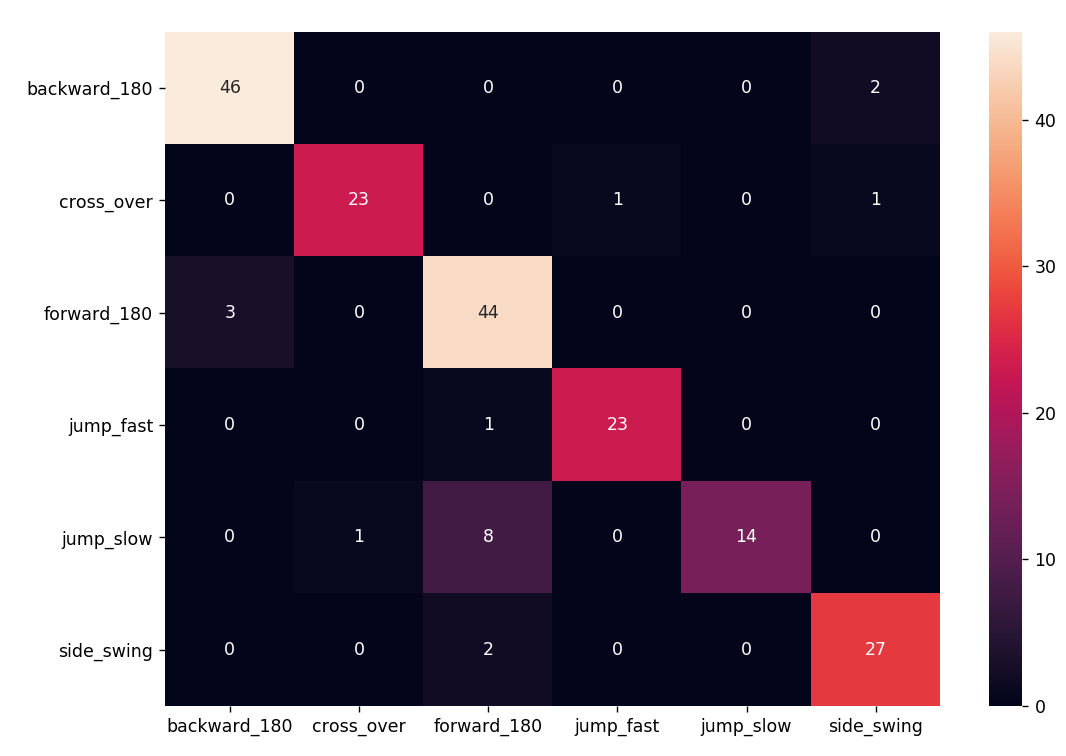 backward_180 46 0 0 0 0 2
cross_over 0 23 0 1 0 1
forward_180 3 0 44 0 0 0
jump_fast 0 0 1 23 0 0
jump_slow 0 1 8 0 14 0
side_swing 0 0 2 0 0 27
backward_180 cross_over forward_180 jump_fast jump_slow side_swing
40
30
20
10
0